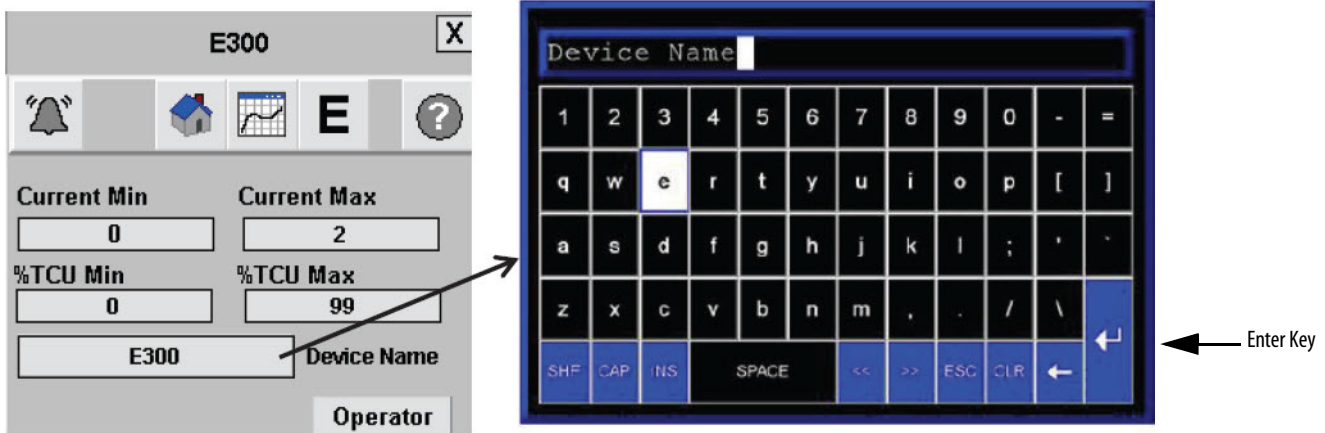 E300
X
E
?
Current Min
Current Max
0
2
%TCU Min
%TCU Max
0
99
E300
Device Name
Operator
Device Name
1 2 3 4 5 6 7 8 9 0 - =
q w e r t y u i o p [ ]
a s d f g h j k l ; ' `
z x c v b n m , . / \
SHF CAP INS SPACE << >> ESC CLR ←
Enter Key